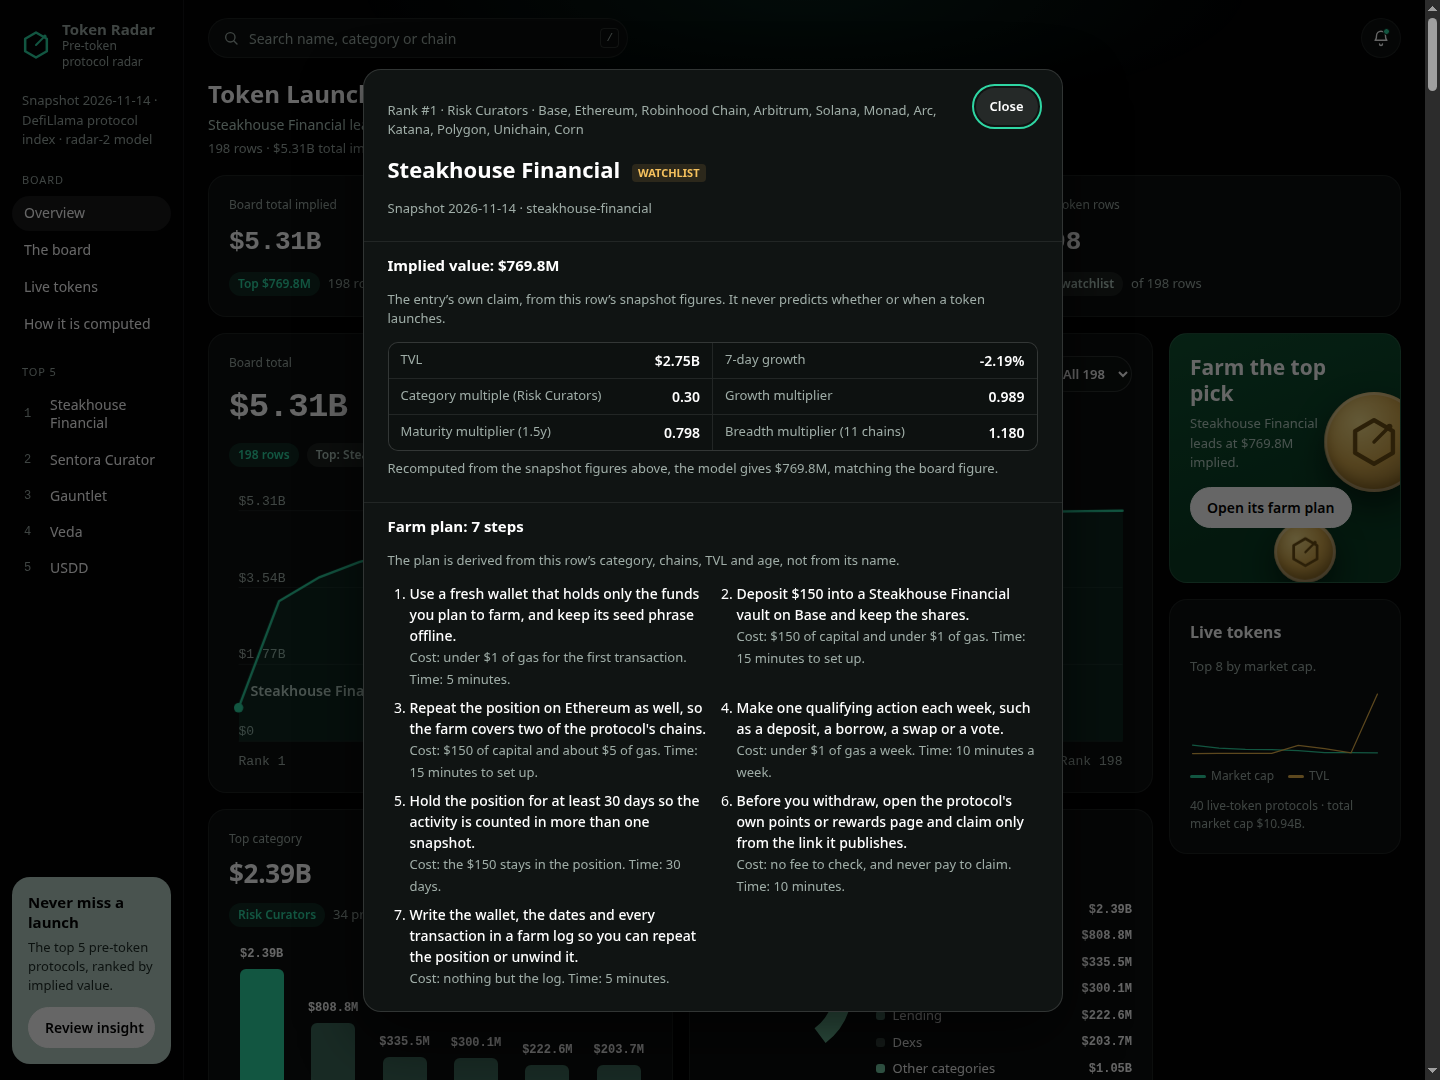 Token Radar
Pre-token
protocol radar
Snapshot 2026-11-14 ·
DefiLlama protocol
index · radar-2 model
BOARD
Overview
The board
Live tokens
How it is computed
TOP 5
1 Steakhouse
Financial
2 Sentora Curator
3 Gauntlet
4 Veda
5 USDD
Never miss a
launch
The top 5 pre-token
protocols, ranked by
implied value.
Review insight
Search name, category or chain
/
Token Launch
Steakhouse Financial
198 rows · $5.31B total
Board total implied
$5.31B
Top $769.8M
of 198 rows
Board total
$5.31B
198 rows
All 198
$5.31B
$3.54B
$1.77B
$0
Steakhouse
Rank 1
Rank 198
Top category
$2.39B
Risk Curators 34
$2.39B
$808.8M
$335.5M
$300.1M
$222.6M
$203.7M
Rank #1 · Risk Curators · Base, Ethereum, Robinhood Chain, Arbitrum, Solana, Monad, Arc,
Katana, Polygon, Unichain, Corn
Close
Steakhouse Financial WATCHLIST
Snapshot 2026-11-14 · steakhouse-financial
Implied value: $769.8M
The entry’s own claim, from this row’s snapshot figures. It never predicts whether or when a token
launches.
TVL $2.75B 7-day growth -2.19%
Category multiple (Risk Curators) 0.30 Growth multiplier 0.989
Maturity multiplier (1.5y) 0.798 Breadth multiplier (11 chains) 1.180
Recomputed from the snapshot figures above, the model gives $769.8M, matching the board figure.
Farm plan: 7 steps
The plan is derived from this row’s category, chains, TVL and age, not from its name.
1. Use a fresh wallet that holds only the funds
you plan to farm, and keep its seed phrase
offline.
Cost: under $1 of gas for the first transaction.
Time: 5 minutes.
2. Deposit $150 into a Steakhouse Financial
vault on Base and keep the shares.
Cost: $150 of capital and under $1 of gas. Time:
15 minutes to set up.
3. Repeat the position on Ethereum as well, so
the farm covers two of the protocol's chains.
Cost: $150 of capital and about $5 of gas. Time:
15 minutes to set up.
4. Make one qualifying action each week, such
as a deposit, a borrow, a swap or a vote.
Cost: under $1 of gas a week. Time: 10 minutes a
week.
5. Hold the position for at least 30 days so the
activity is counted in more than one
snapshot.
Cost: the $150 stays in the position. Time: 30
days.
6. Before you withdraw, open the protocol's
own points or rewards page and claim only
from the link it publishes.
Cost: no fee to check, and never pay to claim.
Time: 10 minutes.
7. Write the wallet, the dates and every
transaction in a farm log so you can repeat
the position or unwind it.
Cost: nothing but the log. Time: 5 minutes.
$2.39B
$808.8M
$335.5M
$300.1M
Lending $222.6M
Dexs $203.7M
Other categories $1.05B
Farm the top
pick
Steakhouse Financial
leads at $769.8M
implied.
Open its farm plan
Live tokens
Top 8 by market cap.
Market cap TVL
40 live-token protocols · total
market cap $10.94B.